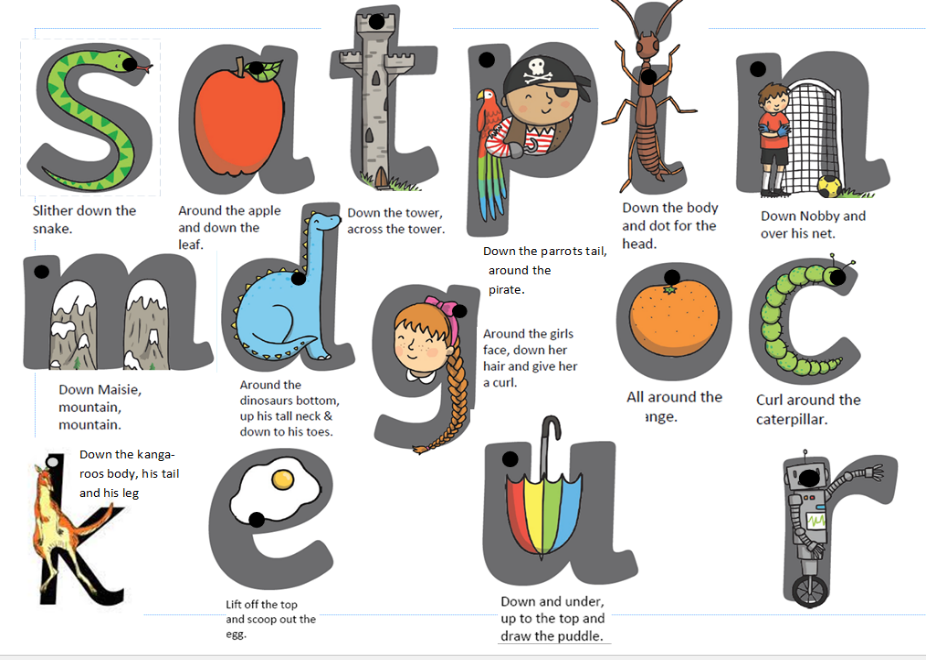 s a t p i n
Slither down the
snake.
Around the apple
and down the
leaf.
Down the tower,
across the tower.
Down the parrots tail,
around the
pirate.
Down the body
and dot for the
head.
Down Nobby and
over his net.
m d g o c
Down Maisie,
mountain,
mountain.
Around the
dinosaurs bottom,
up his tall neck &
down to his toes.
Around the girls
face, down her
hair and give her
a curl.
All around the
ange.
Curl around the
caterpillar.
k e u r
Down the kanga-
roos body, his tail
and his leg
Lift off the top
and scoop out the
egg.
Down and under,
up to the top and
draw the puddle.